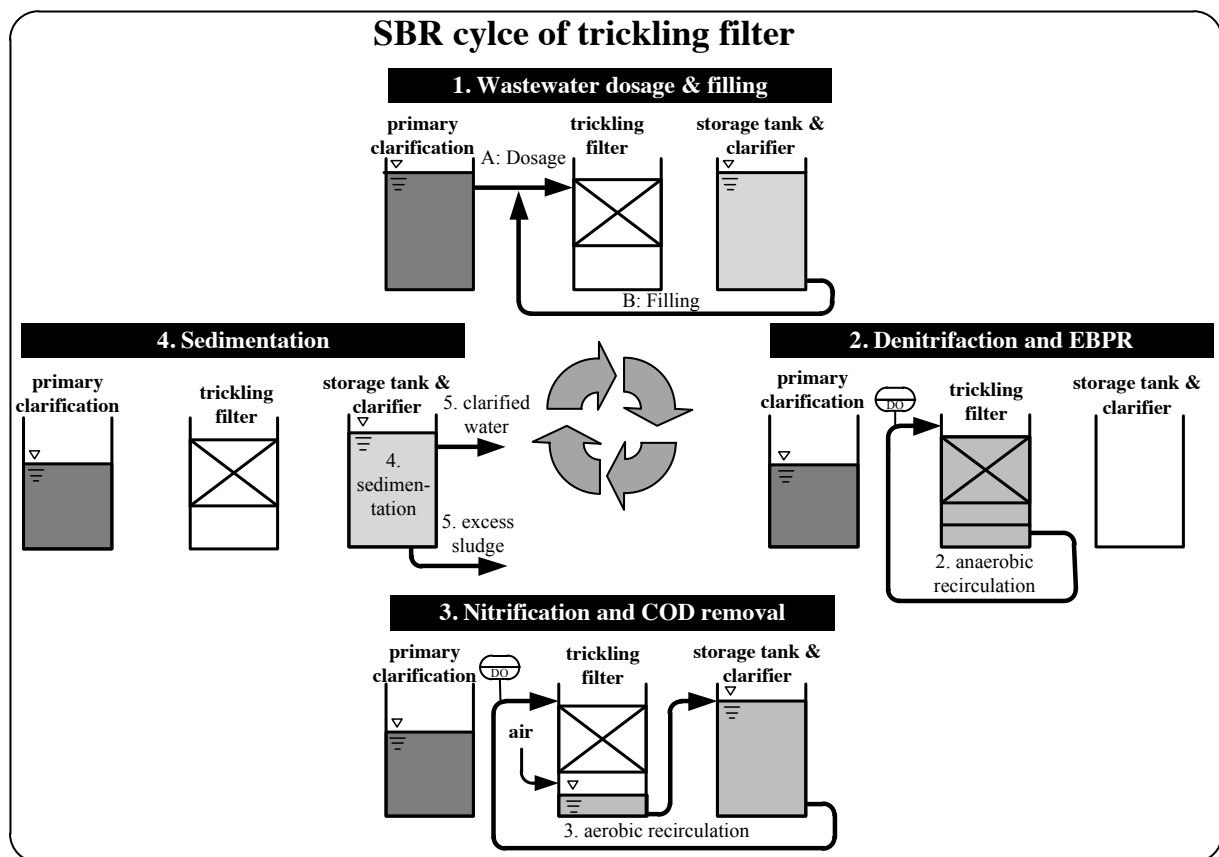 SBR cylce of trickling filter
1. Wastewater dosage & filling
primary
clarification
A: Dosage
trickling
filter
storage tank &
clarifier
B: Filling
4. Sedimentation
primary
clarification
trickling
filter
storage tank &
clarifier
5. clarified
water
4.
sedimen-
tation
5. excess
sludge
2. Denitrifaction and EBPR
primary
clarification
DO
trickling
filter
storage tank &
clarifier
2. anaerobic
recirculation
3. Nitrification and COD removal
primary
clarification
DO
trickling
filter
storage tank &
clarifier
air
3. aerobic recirculation